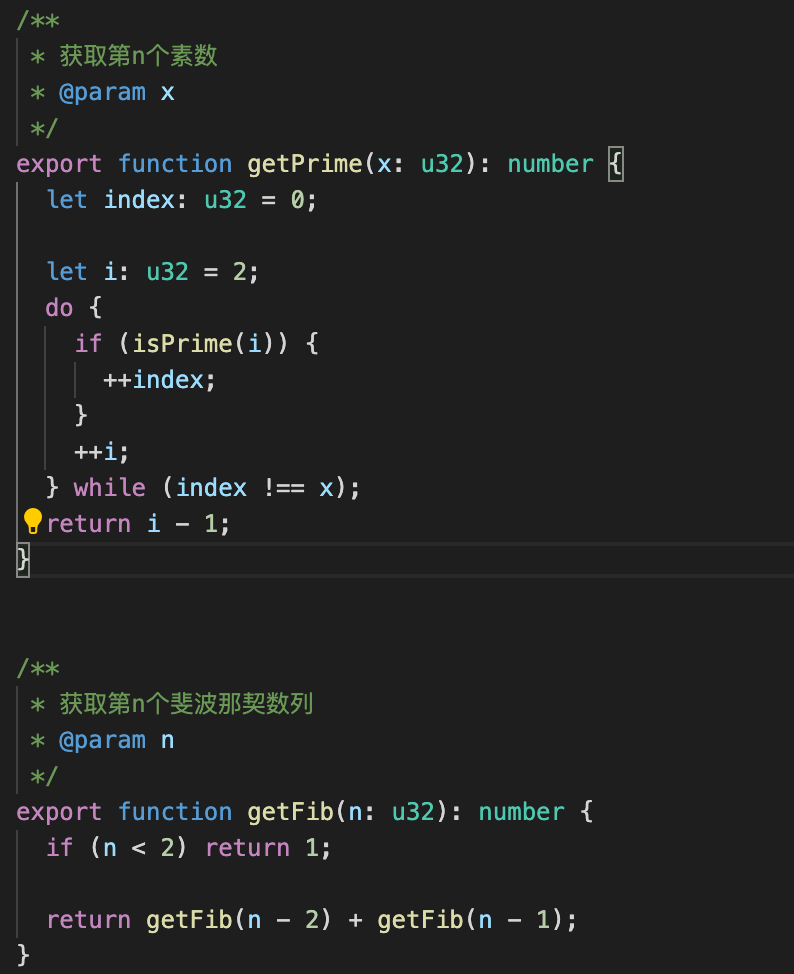 /**
 * 获取第n个素数
 * @param x
 */
export function getPrime(x: u32): number {
  let index: u32 = 0;

  let i: u32 = 2;
  do {
    if (isPrime(i)) {
      ++index;
    }
    ++i;
  } while (index !== x);
  return i - 1;
}


/**
 * 获取第n个斐波那契数列
 * @param n
 */
export function getFib(n: u32): number {
  if (n < 2) return 1;

  return getFib(n - 2) + getFib(n - 1);
}